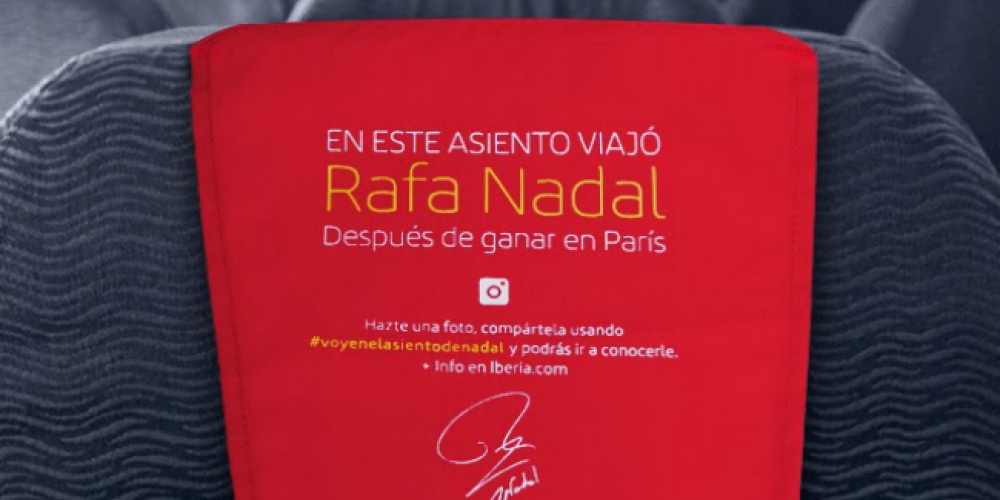 EN ESTE ASIENTO VIAJÓ
Rafa Nadal
Después de ganar en París
Hazte una foto, compártela usando
#voyenelasientodenadal y podrás ir a conocerle.
+ Info en Iberia.com
Nadal